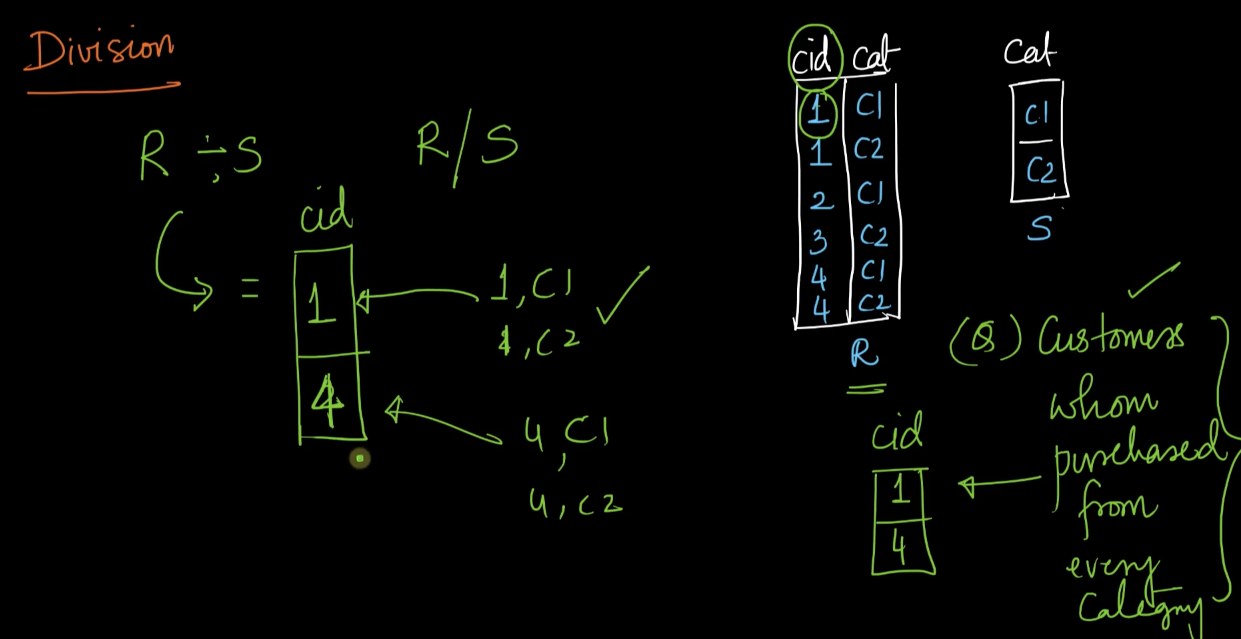 Division
R ÷ S
R/S
cid
= 1
4
1, C1
1, C2
4, C1
4, C2
cid cat
1 C1
1 C2
2 C1
3 C2
4 C1
4 C2
R
Cat
C1
C2
S
(Q) Customers
whom
purchased
from
every
Category
cid
1
4